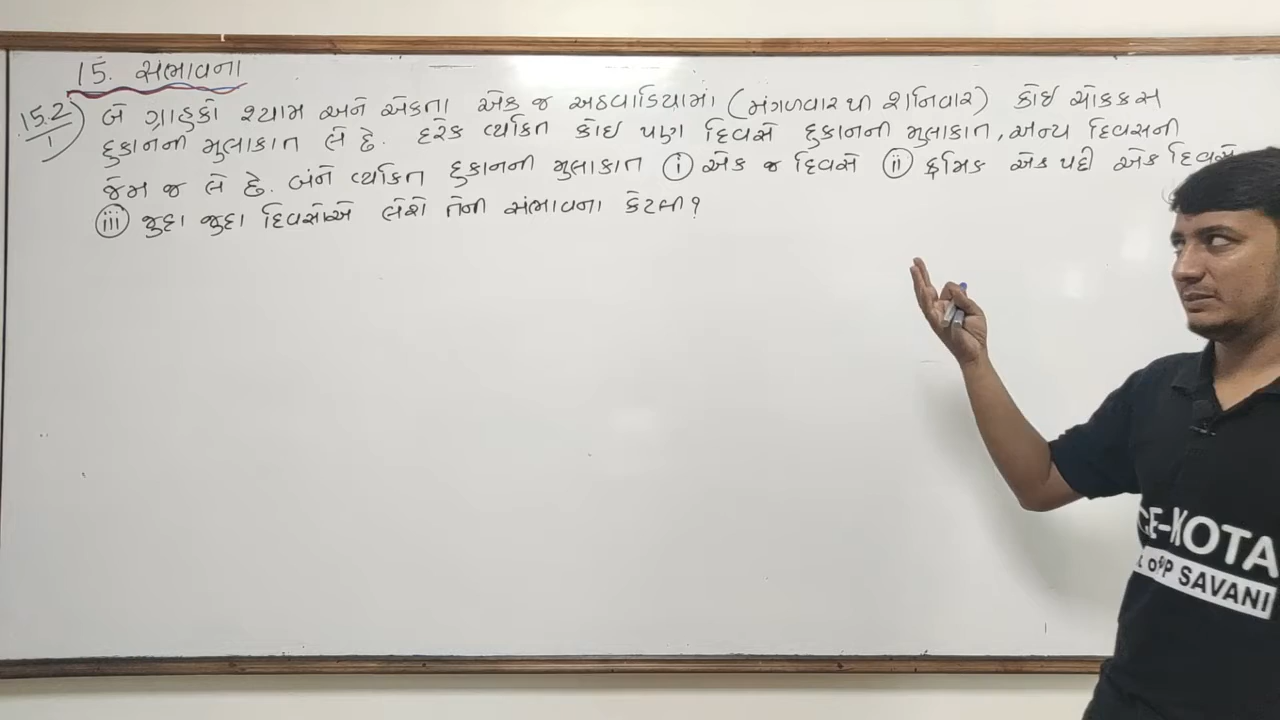 15. સંભાવના
15.2/1) બે ગ્રાહકો શ્યામ અને એકતા એક જ અઠવાડિયામાં (મંગળવાર થી શનિવાર) કોઇ ચોક્કસ
દુકાનની મુલાકાત લે છે. દરેક વ્યકિત કોઇ પણ દિવસે દુકાનની મુલાકાત, અન્ય દિવસની
જેમ જ લે છે. બંને વ્યકિત દુકાનની મુલાકાત (i) એક જ દિવસે (ii) ક્રમિક એક પછી એક દિવસે
(iii) જુદા જુદા દિવસોએ લેશે તેની સંભાવના કેટલી?
CE-KOTA
P SAVANI